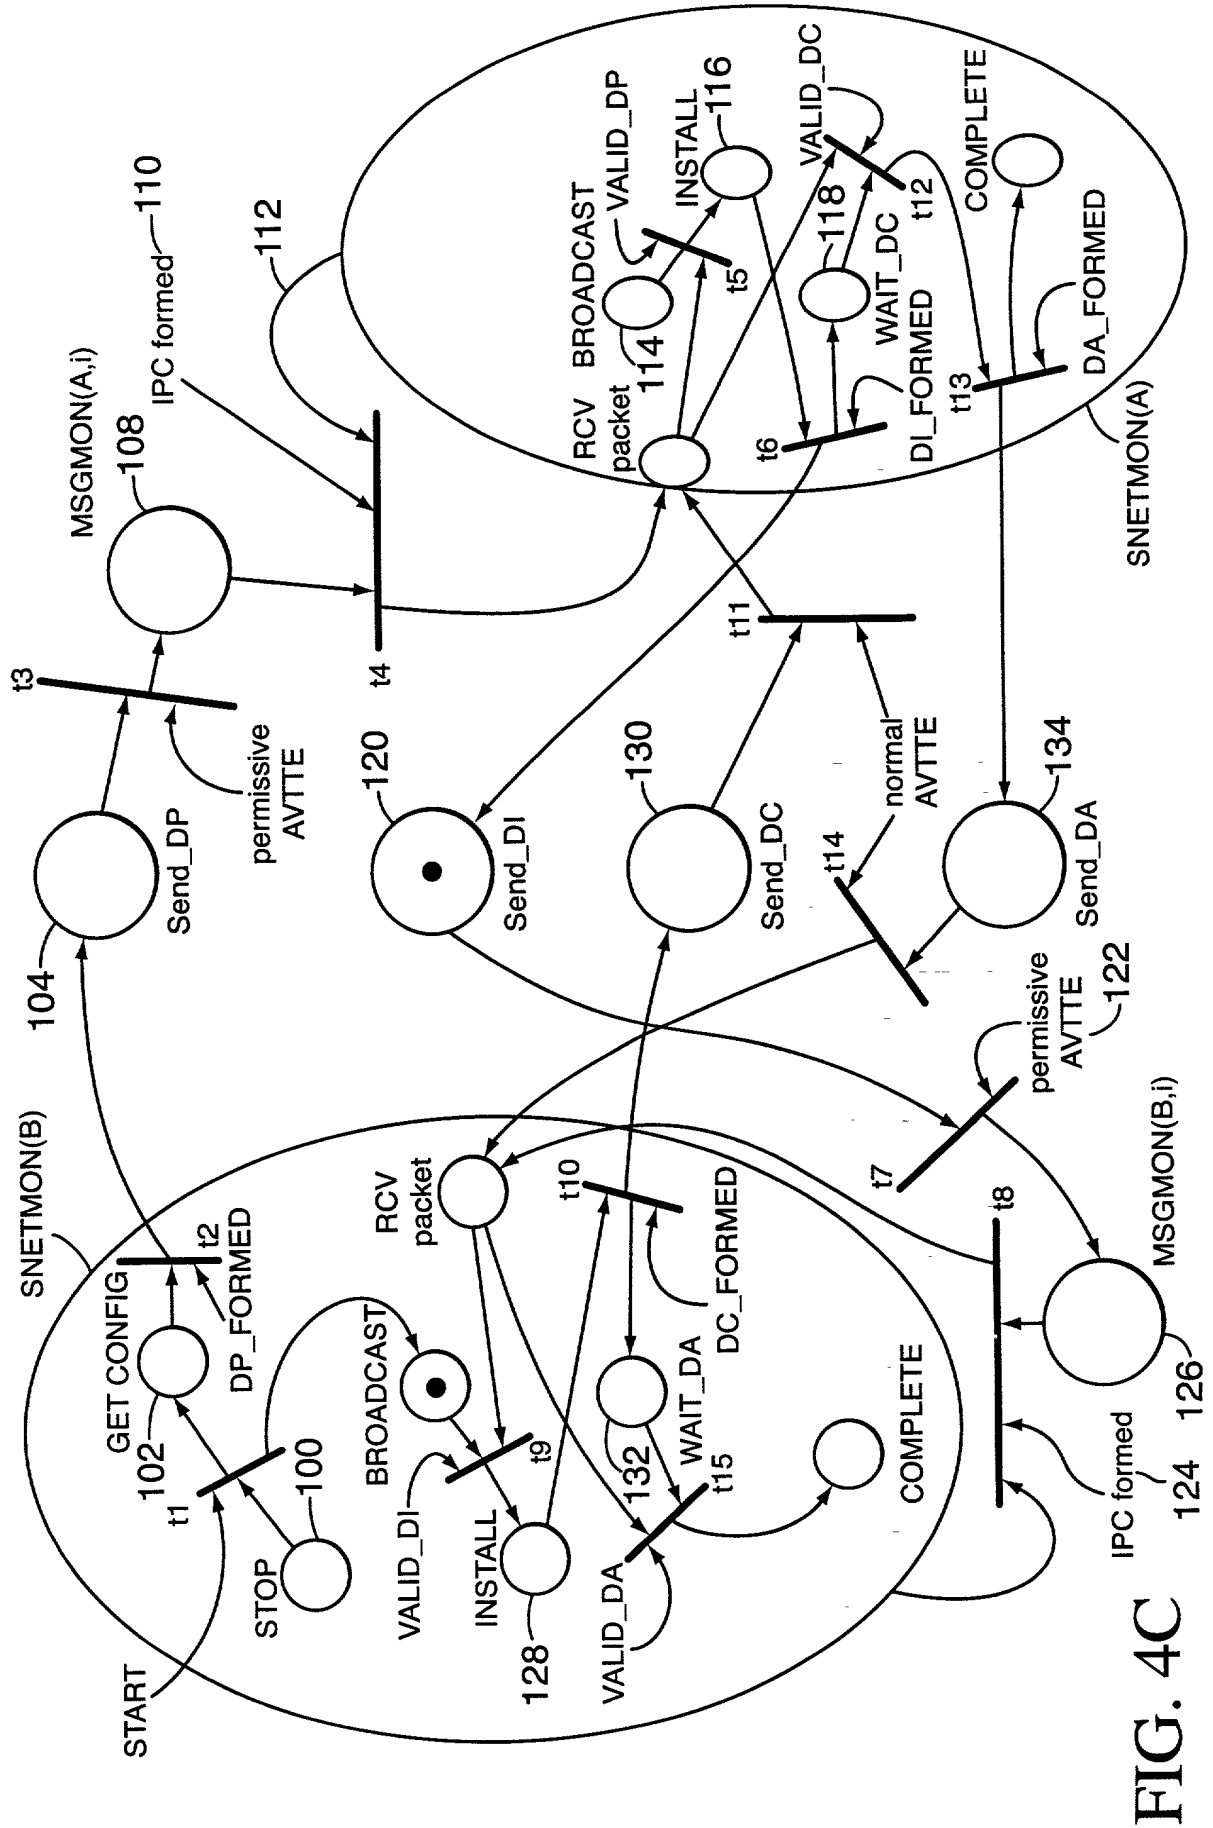 START
SNETMON(B)
STOP
100
t1
GET CONFIG
102
t2
DP_FORMED
104
Send_DP
t3
permissive
AVTTE
MSGMON(A,i)
108
IPC formed
110
112
t4
BROADCAST
VALID_DI
t9
INSTALL
128
RCV
packet
t10
DC_FORMED
WAIT_DA
132
t15
VALID_DA
COMPLETE
120
Send_DI
130
Send_DC
t11
normal
AVTTE
t14
134
Send_DA
permissive
AVTTE
122
t7
t8
MSGMON(B,i)
126
IPC formed
124
RCV
packet
BROADCAST
114
VALID_DP
t5
INSTALL
116
t6
DI_FORMED
WAIT_DC
118
VALID_DC
t12
COMPLETE
t13
DA_FORMED
SNETMON(A)
FIG. 4C